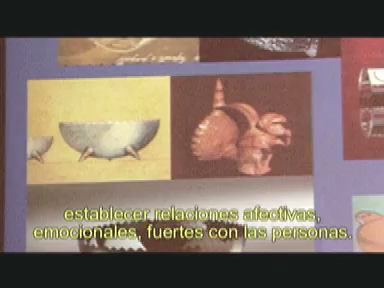 establecer relaciones afectivas,
emocionales, fuertes con las personas.